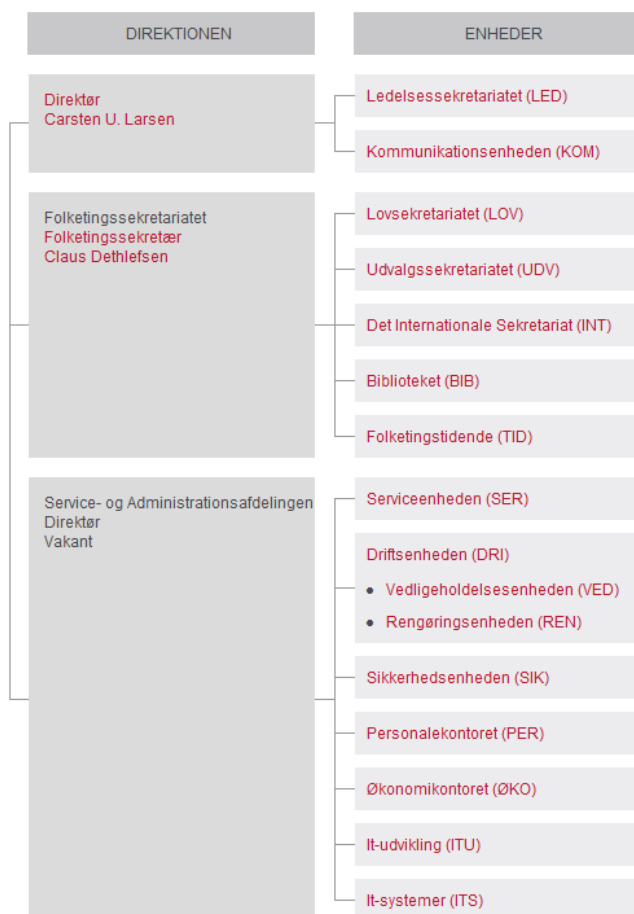 DIREKTIONEN
ENHEDER
Direktør
Carsten U. Larsen
Ledelsessekretariatet (LED)
Kommunikationsenheden (KOM)
Folketingssekretariatet
Folketingssekretær
Claus Dethlefsen
Lovsekretariatet (LOV)
Udvalgssekretariatet (UDV)
Det Internationale Sekretariat (INT)
Biblioteket (BIB)
Folketingstidende (TID)
Service- og Administrationsafdelingen
Direktør
Vakant
Serviceenheden (SER)
Driftsenheden (DRI)
• Vedligeholdelsesenheden (VED)
• Rengøringsenheden (REN)
Sikkerhedsenheden (SIK)
Personalekontoret (PER)
Økonomikontoret (ØKO)
It-udvikling (ITU)
It-systemer (ITS)